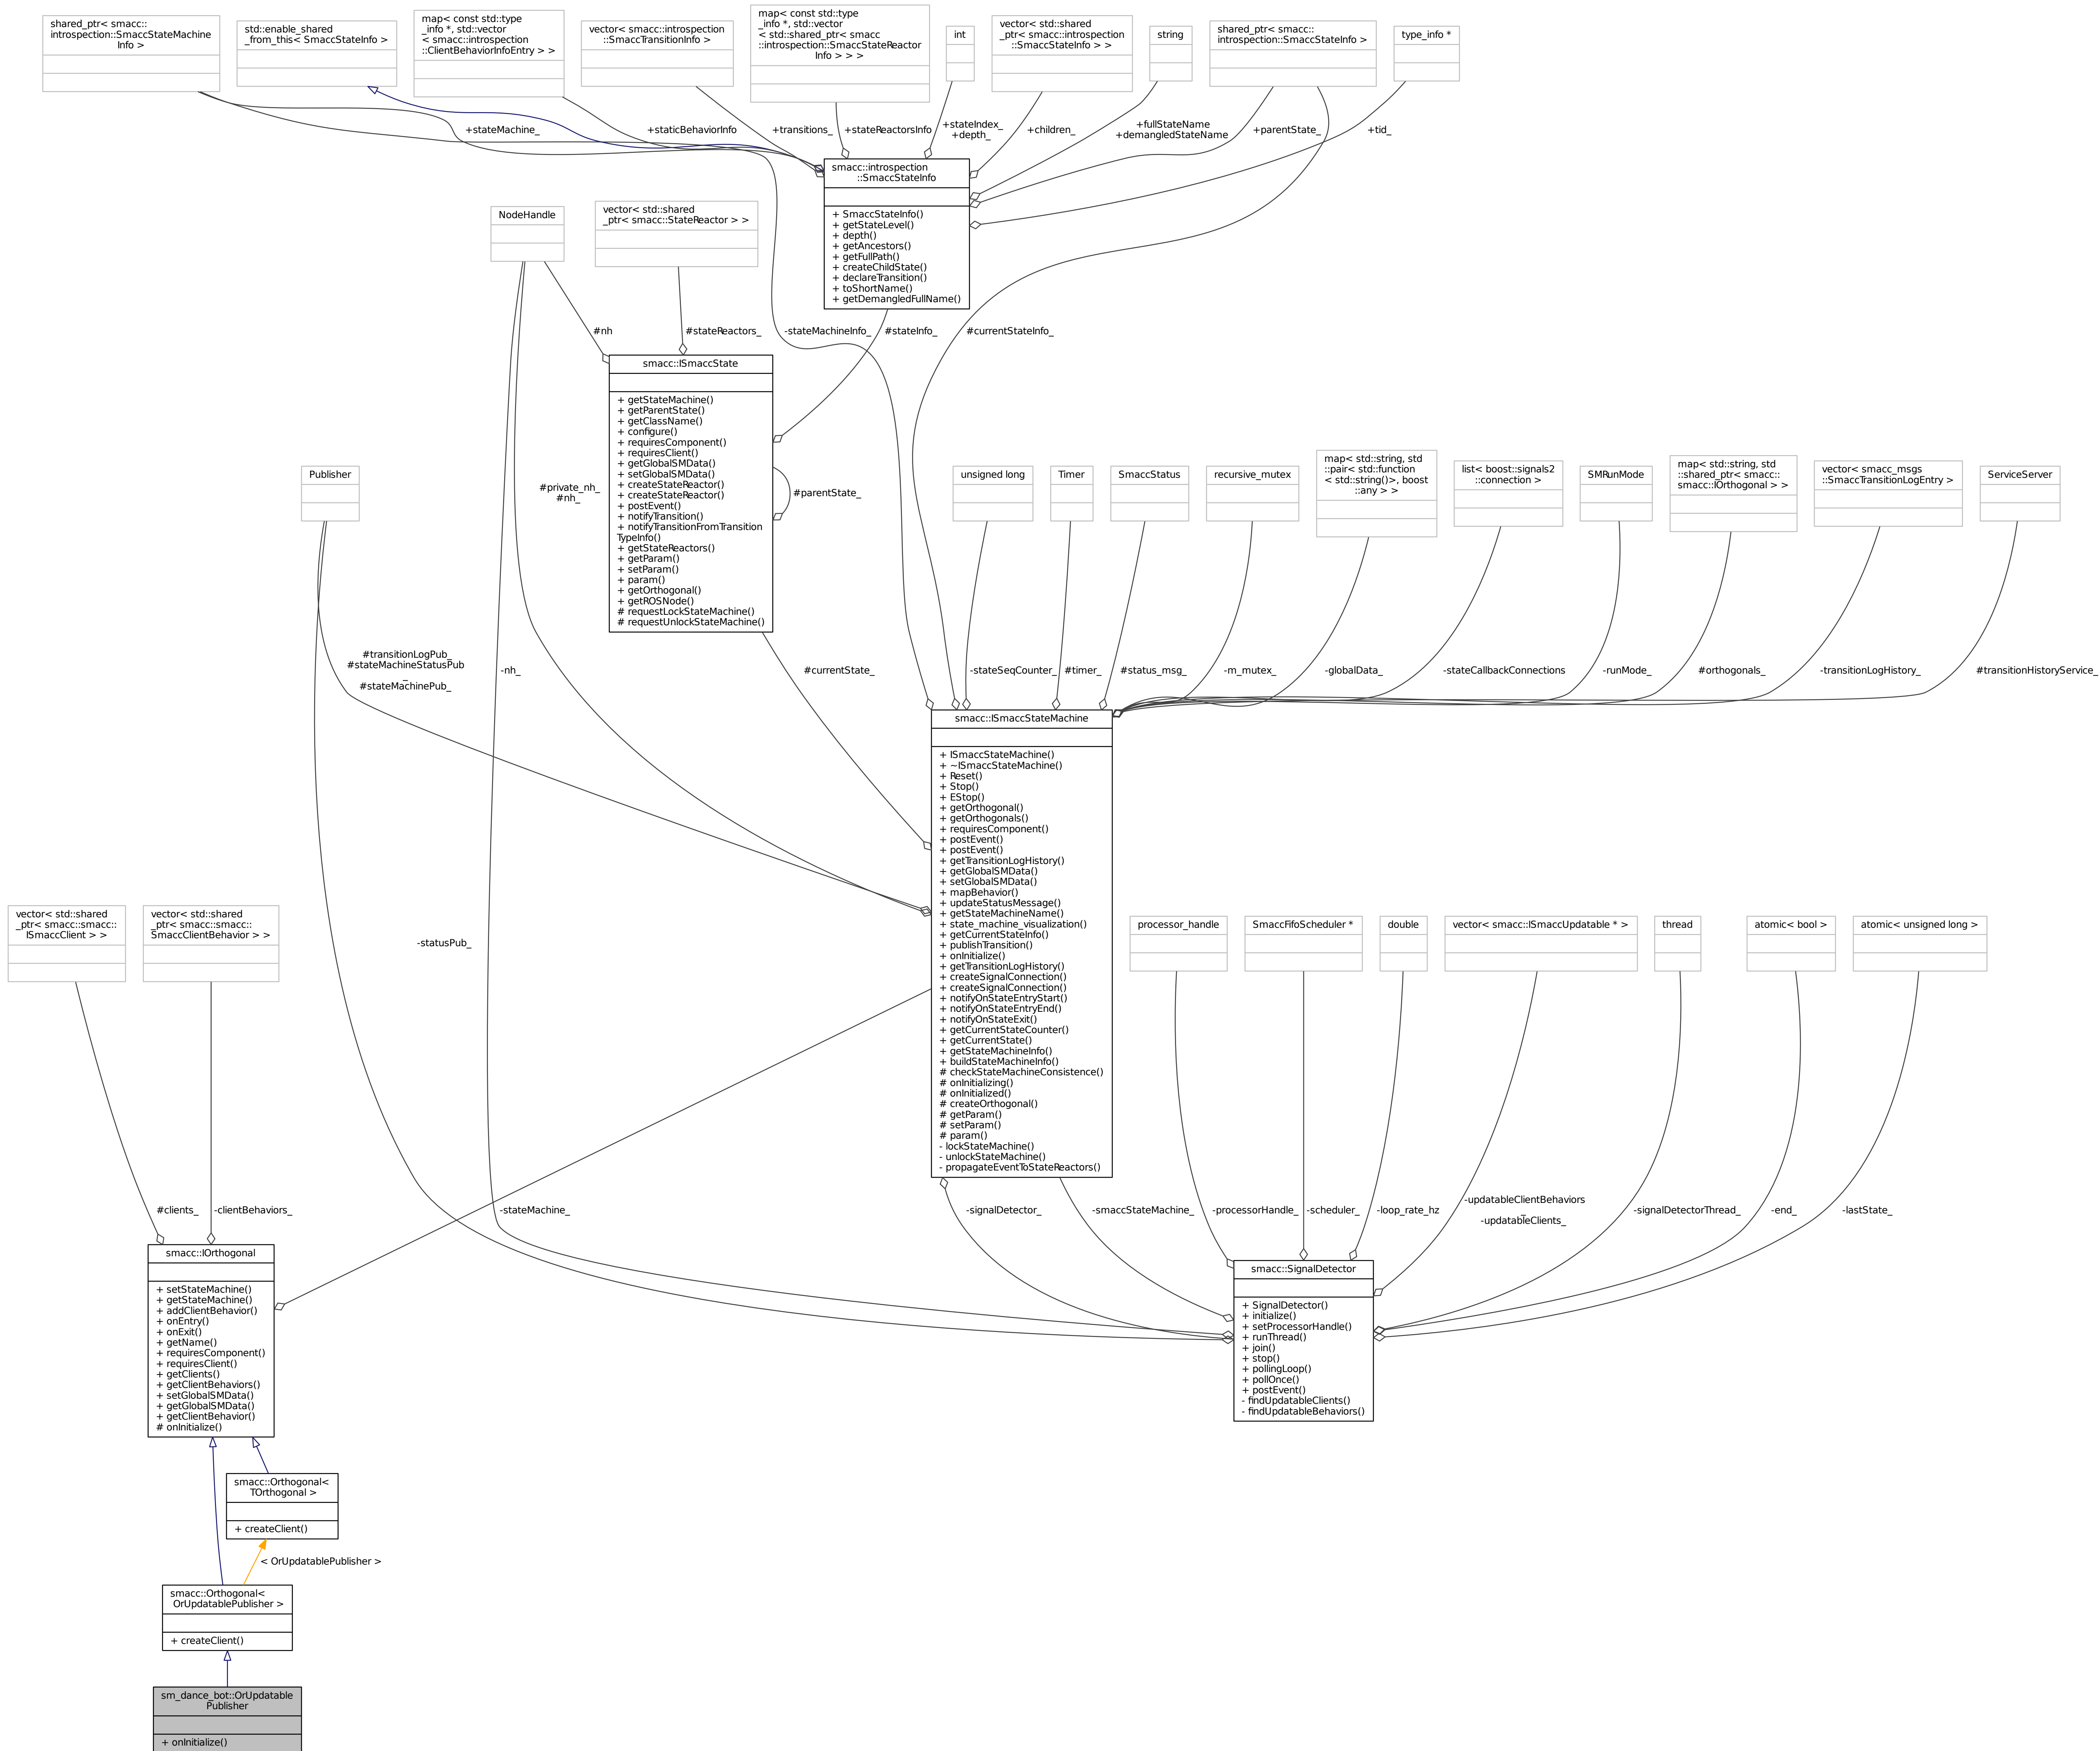 shared_ptr< smacc::
introspection::SmaccStateMachine
Info >
std::enable_shared
_from_this< SmaccStateInfo >
map< const std::type
_info *, std::vector
< smacc::introspection
::ClientBehaviorInfoEntry > >
vector< smacc::introspection
::SmaccTransitionInfo >
map< const std::type
_info *, std::vector
< std::shared_ptr< smacc
::introspection::SmaccStateReactor
Info > > >
int
vector< std::shared
_ptr< smacc::introspection
::SmaccStateInfo > >
string
shared_ptr< smacc::
introspection::SmaccStateInfo >
type_info *
+stateMachine_
+staticBehaviorInfo
+transitions_
+stateReactorsInfo
+stateIndex_
+depth_
+children_
+fullStateName
+demangledStateName
+parentState_
+tid_
smacc::introspection
::SmaccStateInfo
+ SmaccStateInfo()
+ getStateLevel()
+ depth()
+ getAncestors()
+ getFullPath()
+ createChildState()
+ declareTransition()
+ toShortName()
+ getDemangledFullName()
NodeHandle
vector< std::shared
_ptr< smacc::StateReactor > >
#nh
#stateReactors_
-stateMachineInfo_
#stateInfo_
#currentStateInfo_
smacc::ISmaccState
+ getStateMachine()
+ getParentState()
+ getClassName()
+ configure()
+ requiresComponent()
+ requiresClient()
+ getGlobalSMData()
+ setGlobalSMData()
+ createStateReactor()
+ createStateReactor()
+ postEvent()
+ notifyTransition()
+ notifyTransitionFromTransition
TypeInfo()
+ getStateReactors()
+ getParam()
+ setParam()
+ param()
+ getOrthogonal()
+ getROSNode()
# requestLockStateMachine()
# requestUnlockStateMachine()
#parentState_
#private_nh_
#nh_
Publisher
unsigned long
Timer
SmaccStatus
recursive_mutex
map< std::string, std
::pair< std::function
< std::string()>, boost
::any > >
list< boost::signals2
::connection >
SMRunMode
map< std::string, std
::shared_ptr< smacc::
smacc::IOrthogonal > >
vector< smacc_msgs
::SmaccTransitionLogEntry >
ServiceServer
#transitionLogPub_
#stateMachineStatusPub
_
#stateMachinePub_
-nh_
#currentState_
-stateSeqCounter_
#timer_
#status_msg_
-m_mutex_
-globalData_
-stateCallbackConnections
-runMode_
#orthogonals_
-transitionLogHistory_
#transitionHistoryService_
smacc::ISmaccStateMachine
+ ISmaccStateMachine()
+ ~ISmaccStateMachine()
+ Reset()
+ Stop()
+ EStop()
+ getOrthogonal()
+ getOrthogonals()
+ requiresComponent()
+ postEvent()
+ postEvent()
+ getTransitionLogHistory()
+ getGlobalSMData()
+ setGlobalSMData()
+ mapBehavior()
+ updateStatusMessage()
+ getStateMachineName()
+ state_machine_visualization()
+ getCurrentStateInfo()
+ publishTransition()
+ onInitialize()
+ getTransitionLogHistory()
+ createSignalConnection()
+ createSignalConnection()
+ notifyOnStateEntryStart()
+ notifyOnStateEntryEnd()
+ notifyOnStateExit()
+ getCurrentStateCounter()
+ getCurrentState()
+ getStateMachineInfo()
+ buildStateMachineInfo()
# checkStateMachineConsistence()
# onInitializing()
# onInitialized()
# createOrthogonal()
# getParam()
# setParam()
# param()
- lockStateMachine()
- unlockStateMachine()
- propagateEventToStateReactors()
vector< std::shared
_ptr< smacc::smacc::
ISmaccClient > >
vector< std::shared
_ptr< smacc::smacc::
SmaccClientBehavior > >
-statusPub_
processor_handle
SmaccFifoScheduler *
double
vector< smacc::ISmaccUpdatable * >
thread
atomic< bool >
atomic< unsigned long >
#clients_
-clientBehaviors_
-stateMachine_
-signalDetector_
-smaccStateMachine_
-processorHandle_
-scheduler_
-loop_rate_hz
-updatableClientBehaviors
_
-updatableClients_
-signalDetectorThread_
-end_
-lastState_
smacc::IOrthogonal
+ setStateMachine()
+ getStateMachine()
+ addClientBehavior()
+ onEntry()
+ onExit()
+ getName()
+ requiresComponent()
+ requiresClient()
+ getClients()
+ getClientBehaviors()
+ setGlobalSMData()
+ getGlobalSMData()
+ getClientBehavior()
# onInitialize()
smacc::SignalDetector
+ SignalDetector()
+ initialize()
+ setProcessorHandle()
+ runThread()
+ join()
+ stop()
+ pollingLoop()
+ pollOnce()
+ postEvent()
- findUpdatableClients()
- findUpdatableBehaviors()
smacc::Orthogonal<
TOrthogonal >
+ createClient()
< OrUpdatablePublisher >
smacc::Orthogonal<
OrUpdatablePublisher >
+ createClient()
sm_dance_bot::OrUpdatable
Publisher
+ onInitialize()